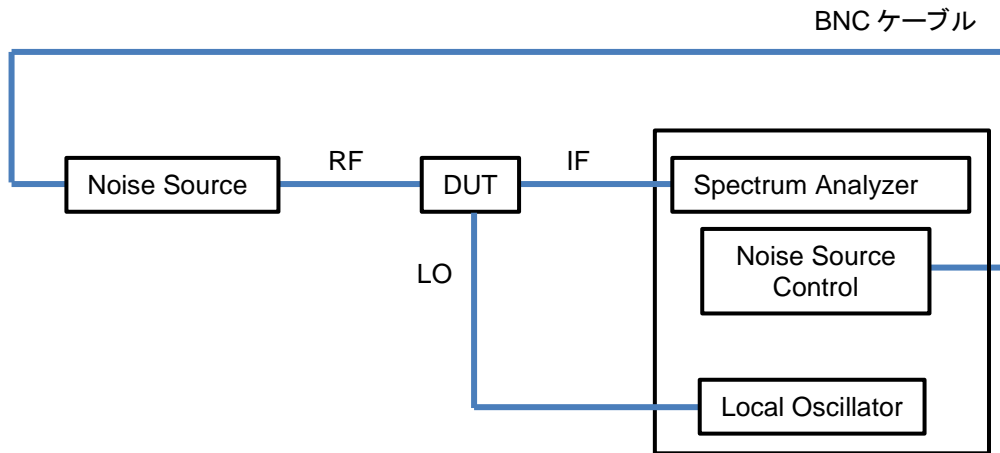 BNC ケーブル
Noise Source
RF
DUT
IF
Spectrum Analyzer
Noise Source
Control
LO
Local Oscillator